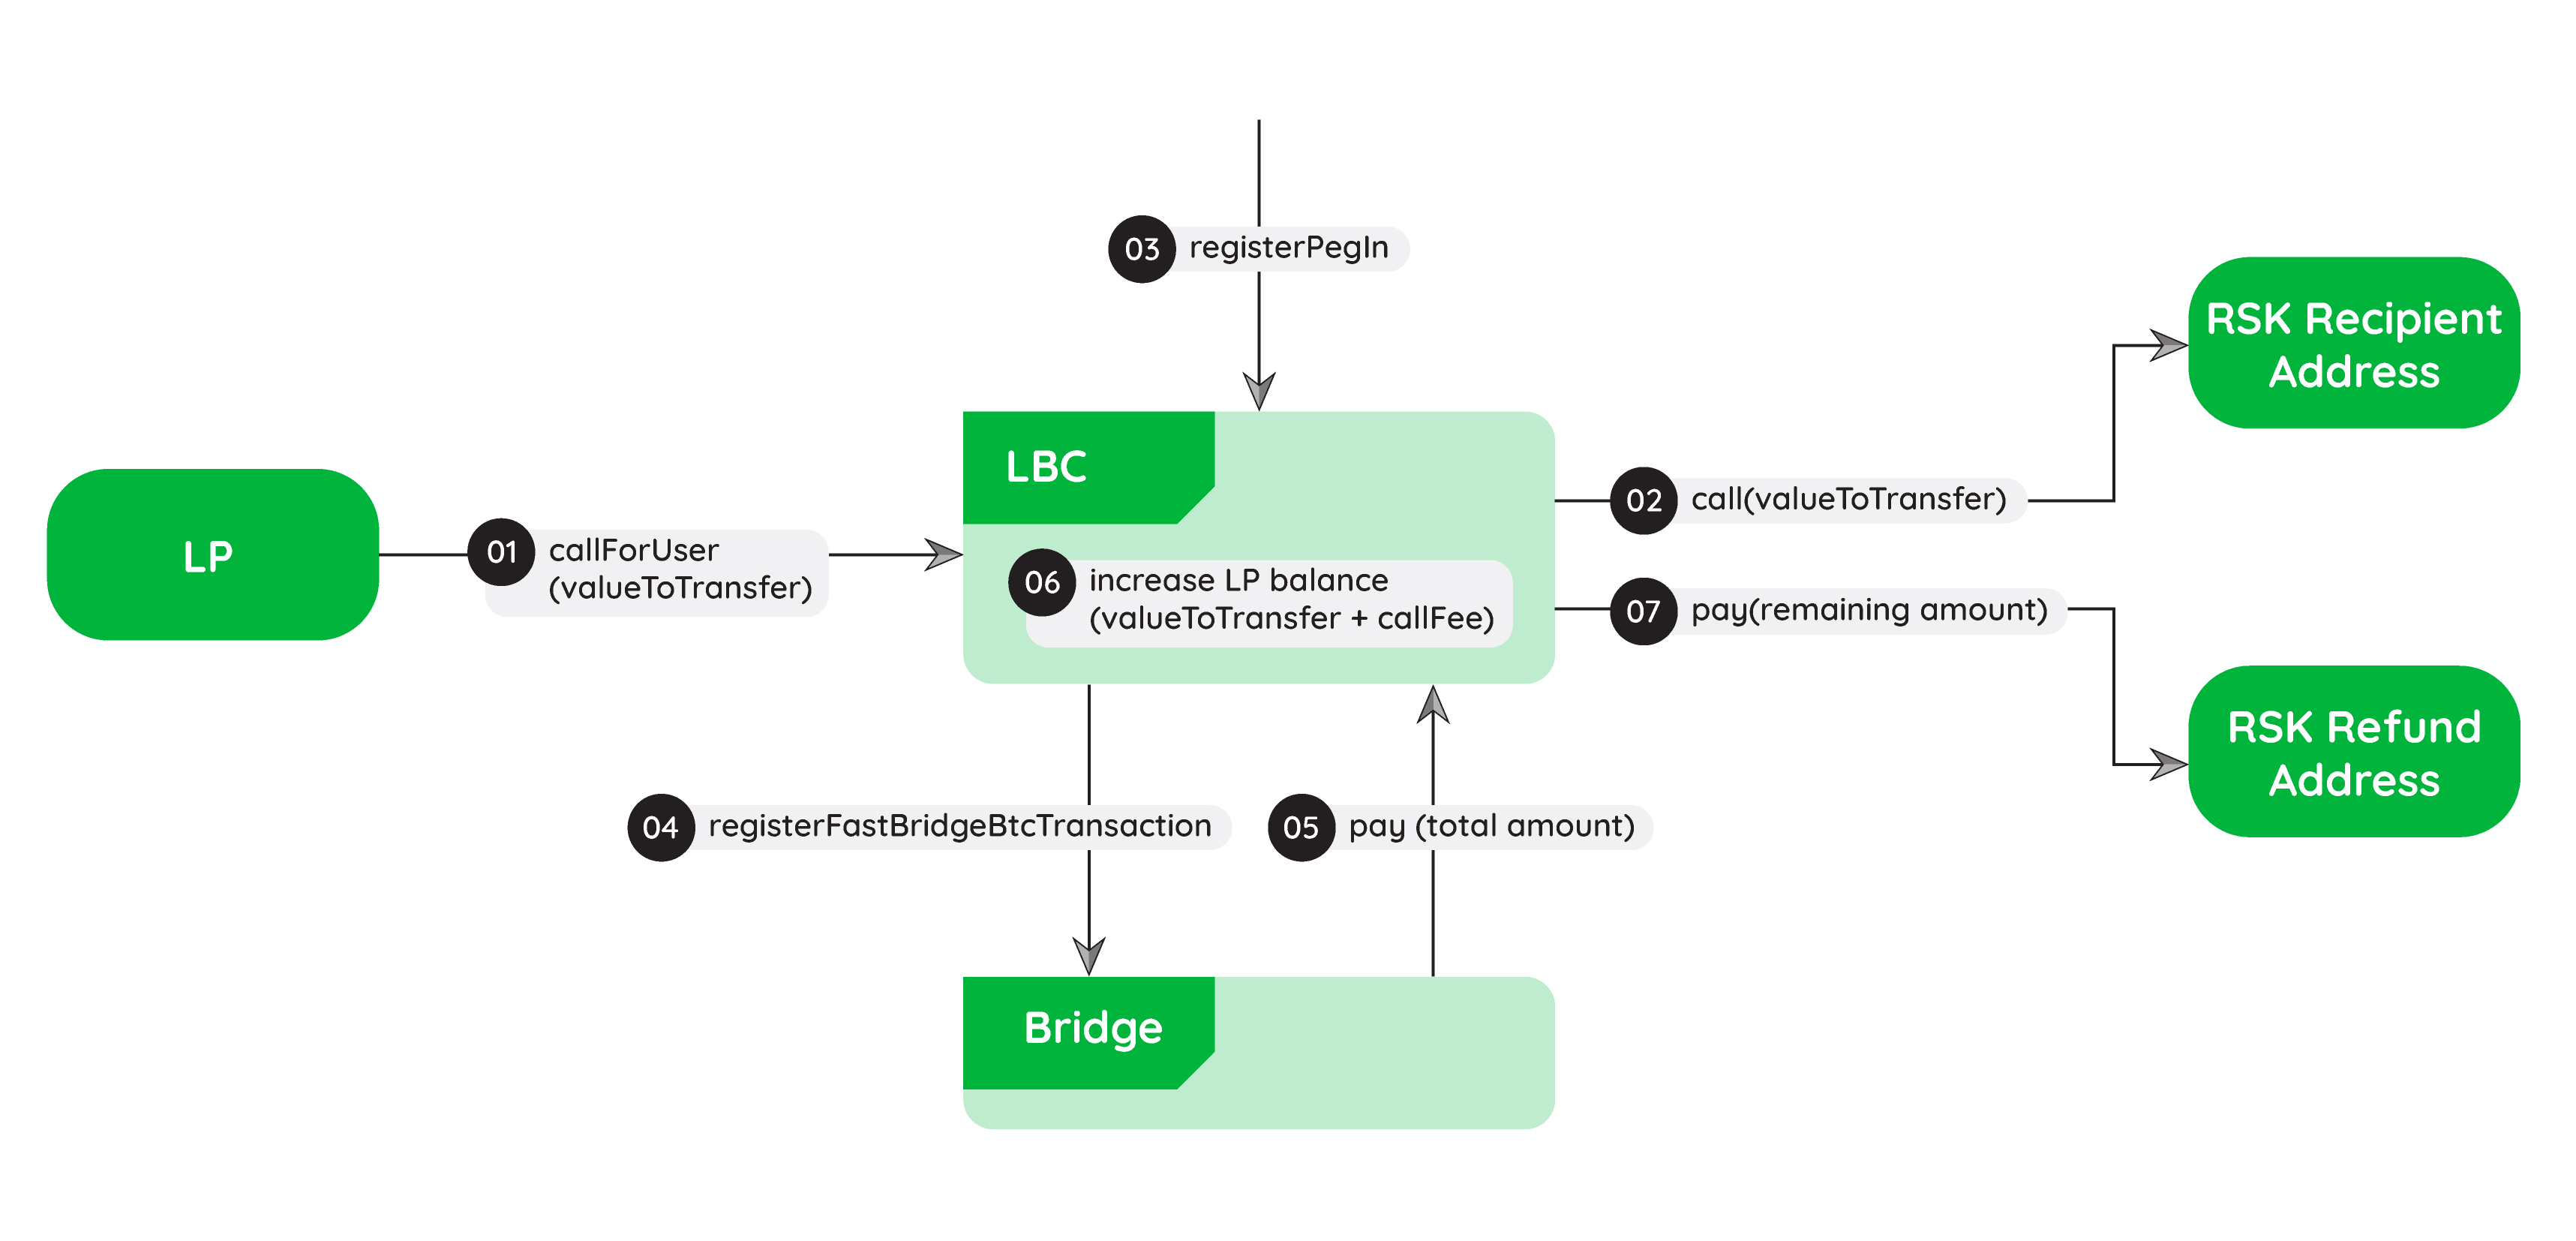 03
registerPegIn
RSK Recipient
Address
LBC
02
call(valueToTransfer)
LP
01
callForUser
(valueToTransfer)
06
increase LP balance
(valueToTransfer + callFee)
07
pay(remaining amount)
RSK Refund
Address
04
registerFastBridgeBtcTransaction
05
pay (total amount)
Bridge